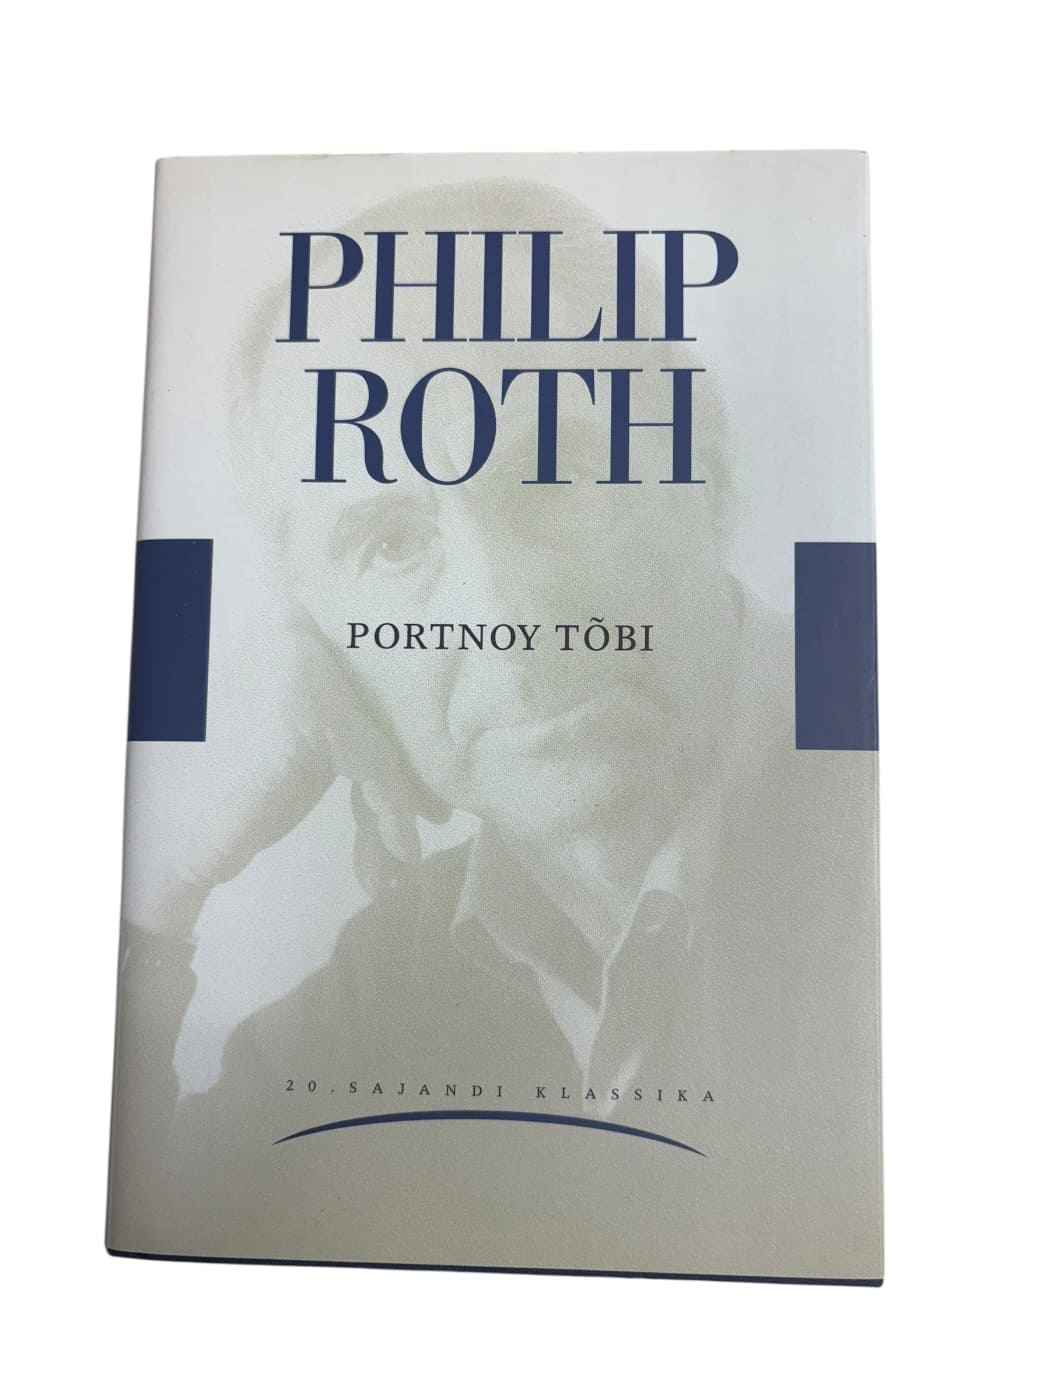 PHILIP
ROTH
PORTNOY TÕBI
20. SAJANDI KLASSIKA